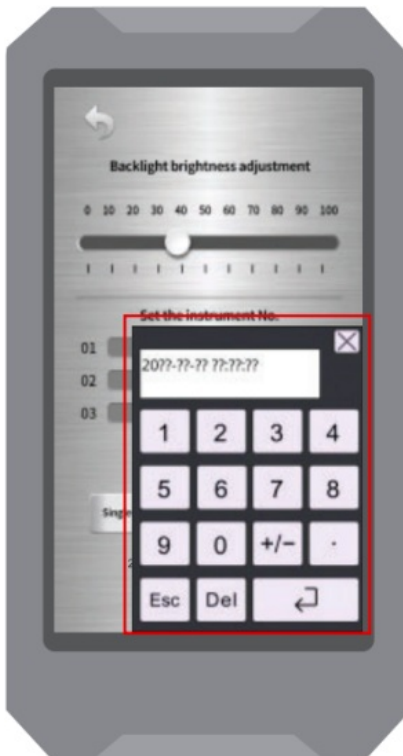 Backlight brightness adjustment
0 10 20 30 40 50 60 70 80 90 100
Set the instrument No.
01
02
03
20??-??-?? ??:??:??
1 2 3 4
5 6 7 8
9 0 +/- .
Esc Del